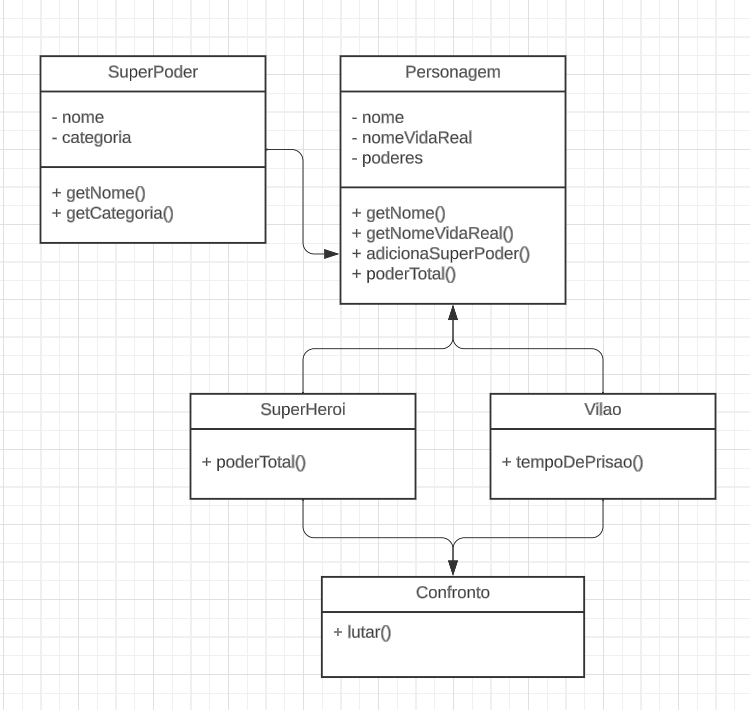 SuperPoder
- nome
- categoria
+ getNome()
+ getCategoria()
Personagem
- nome
- nomeVidaReal
- poderes
+ getNome()
+ getNomeVidaReal()
+ adicionaSuperPoder()
+ poderTotal()
SuperHeroi
+ poderTotal()
Vilao
+ tempoDePrisao()
Confronto
+ lutar()